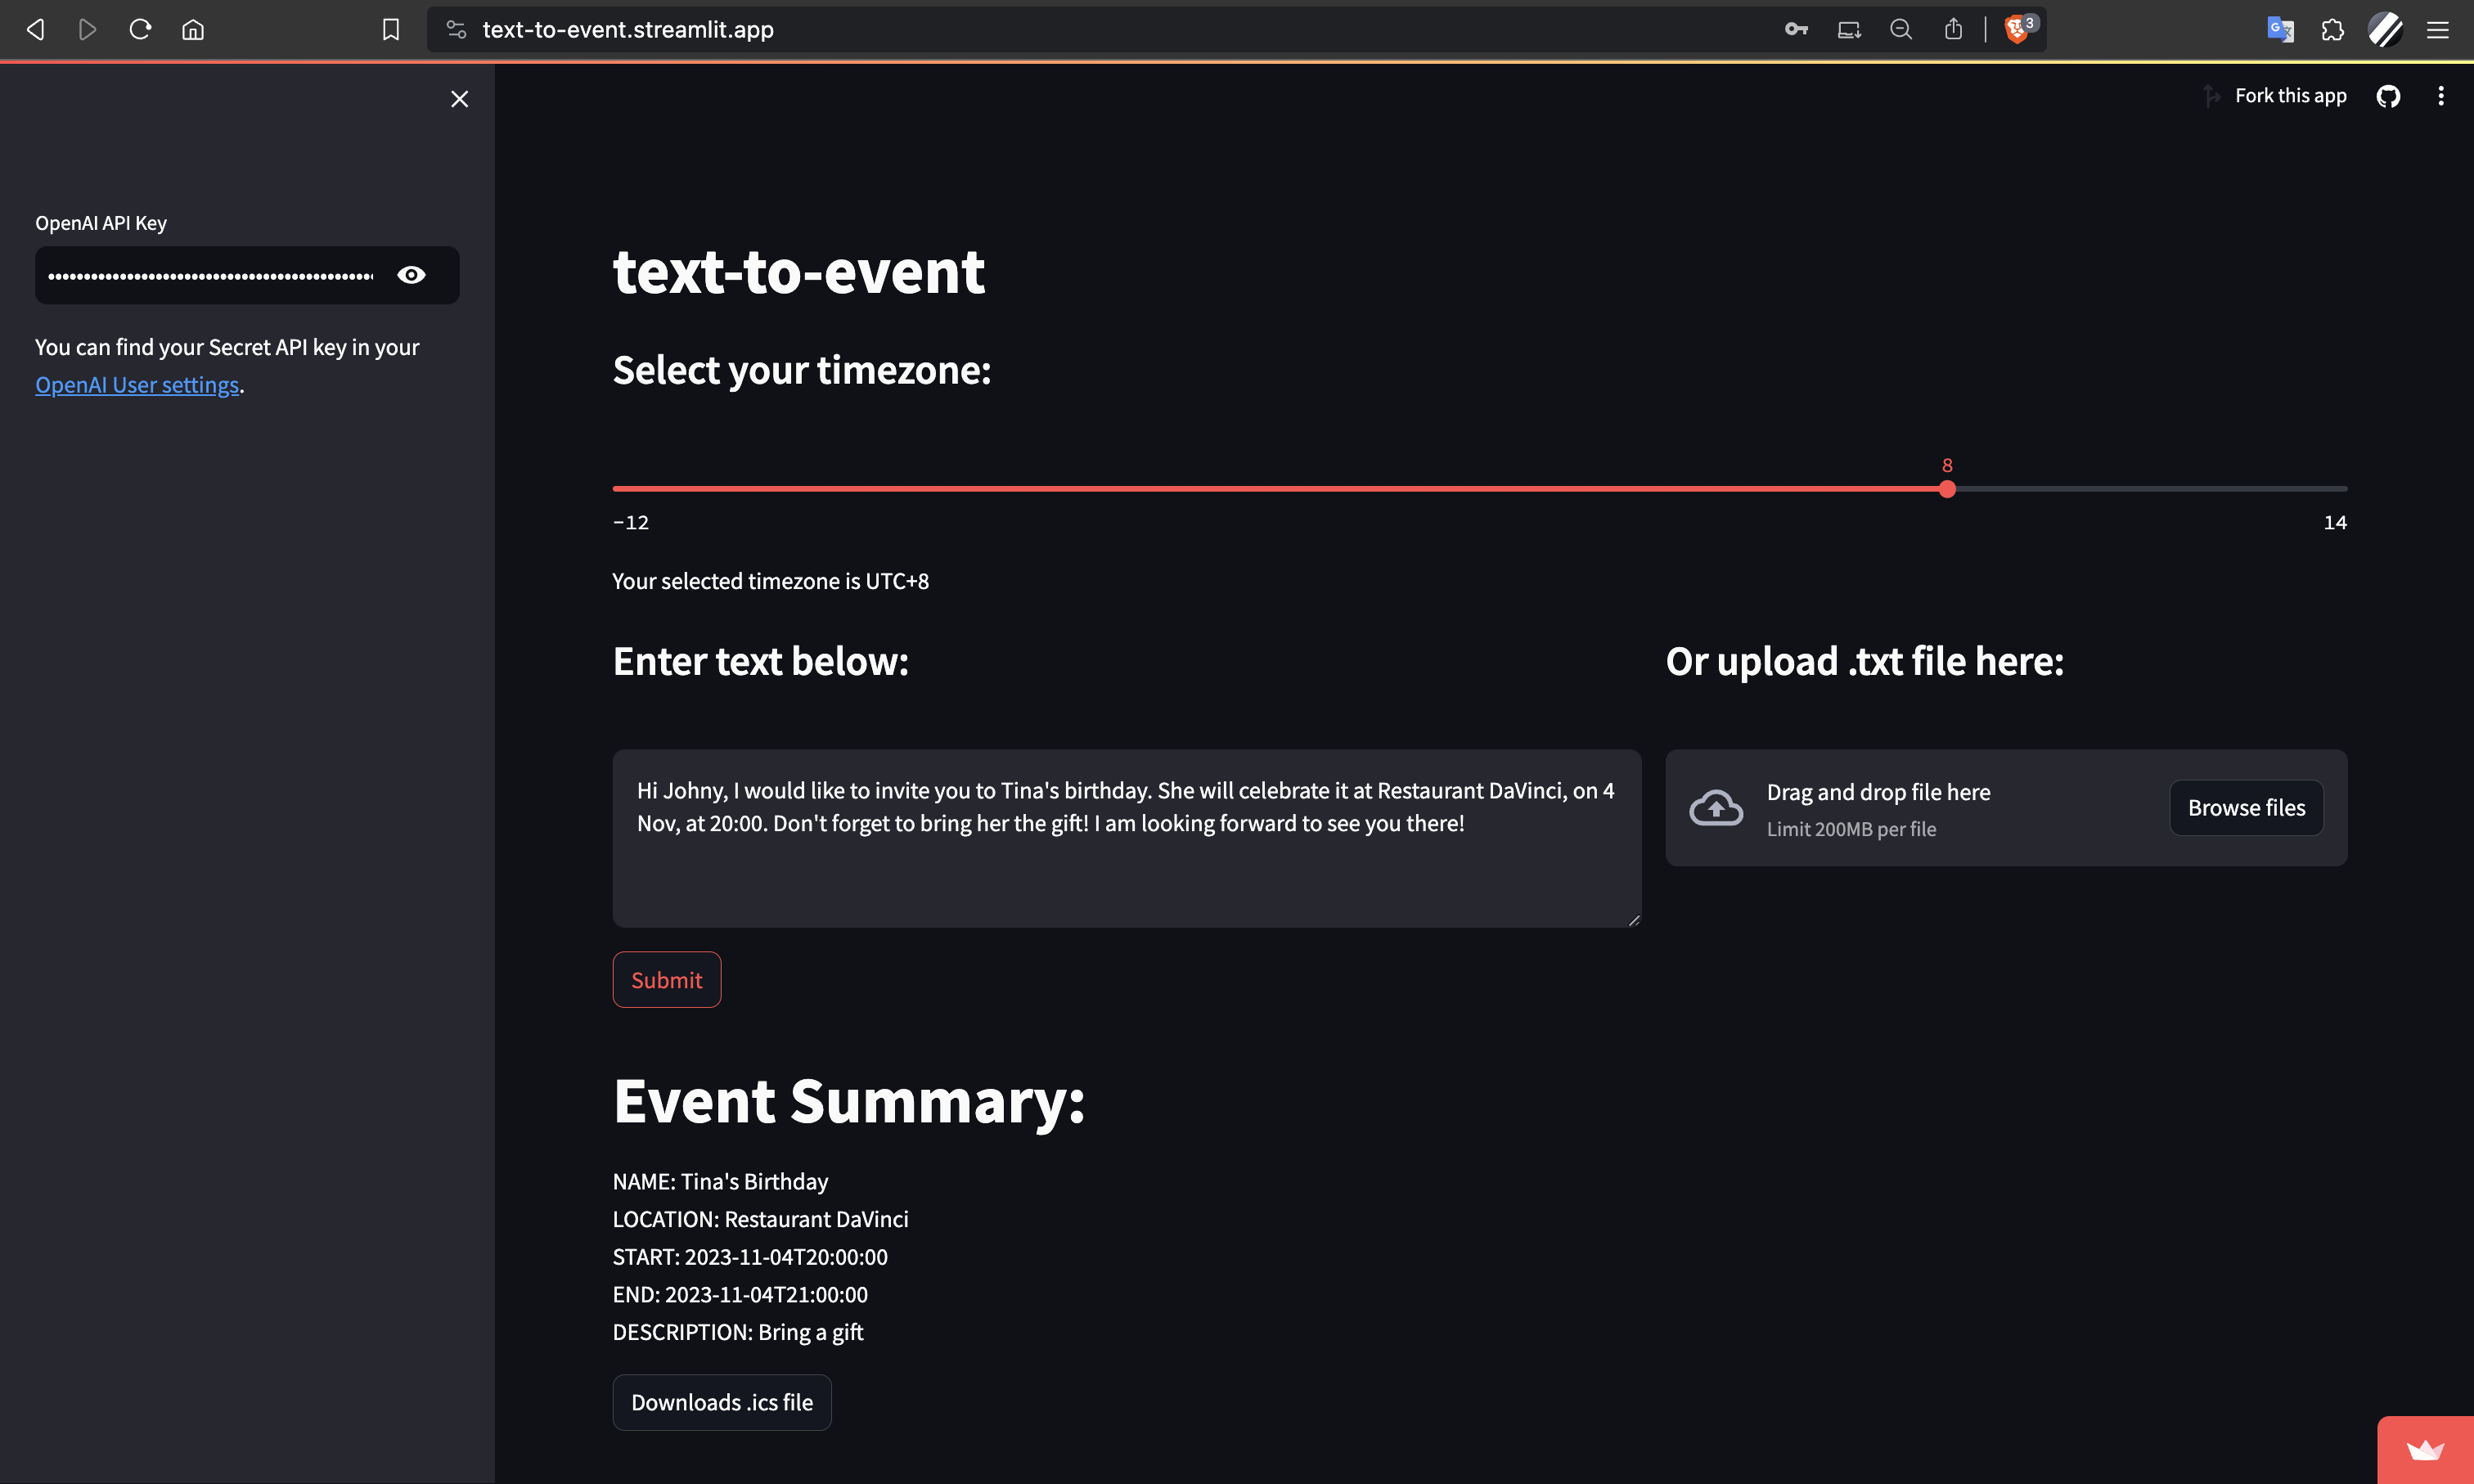 text-to-event.streamlit.app
3
Fork this app
OpenAI API Key
You can find your Secret API key in your
OpenAI User settings.
text-to-event
Select your timezone:
8
-12
14
Your selected timezone is UTC+8
Enter text below:
Or upload .txt file here:
Hi Johny, I would like to invite you to Tina's birthday. She will celebrate it at Restaurant DaVinci, on 4
Nov, at 20:00. Don't forget to bring her the gift! I am looking forward to see you there!
Drag and drop file here
Limit 200MB per file
Browse files
Submit
Event Summary:
NAME: Tina's Birthday
LOCATION: Restaurant DaVinci
START: 2023-11-04T20:00:00
END: 2023-11-04T21:00:00
DESCRIPTION: Bring a gift
Downloads .ics file